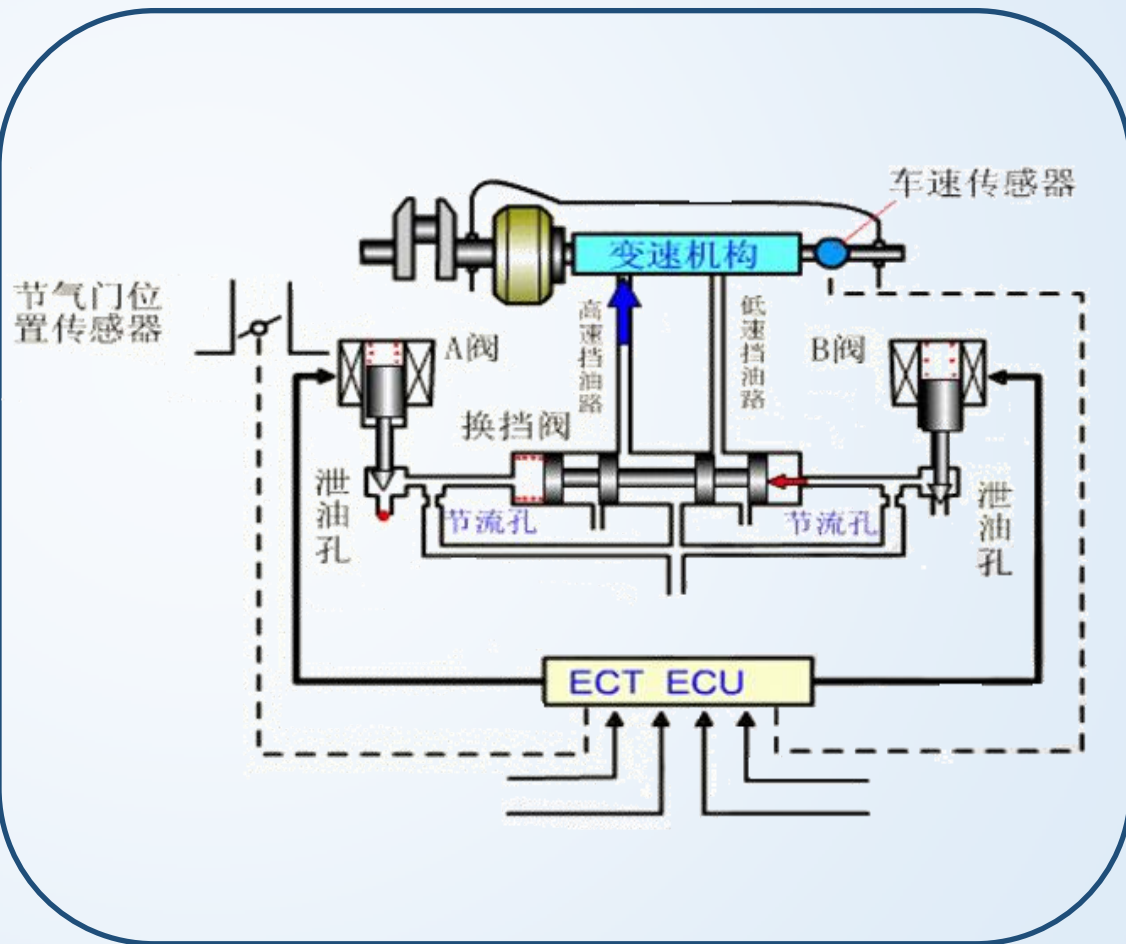 车速传感器
变速机构
节气门位
置传感器
高速挡油路
低速挡油路
A阀
B阀
换挡阀
泄油孔
节流孔
节流孔
泄油孔
ECT ECU